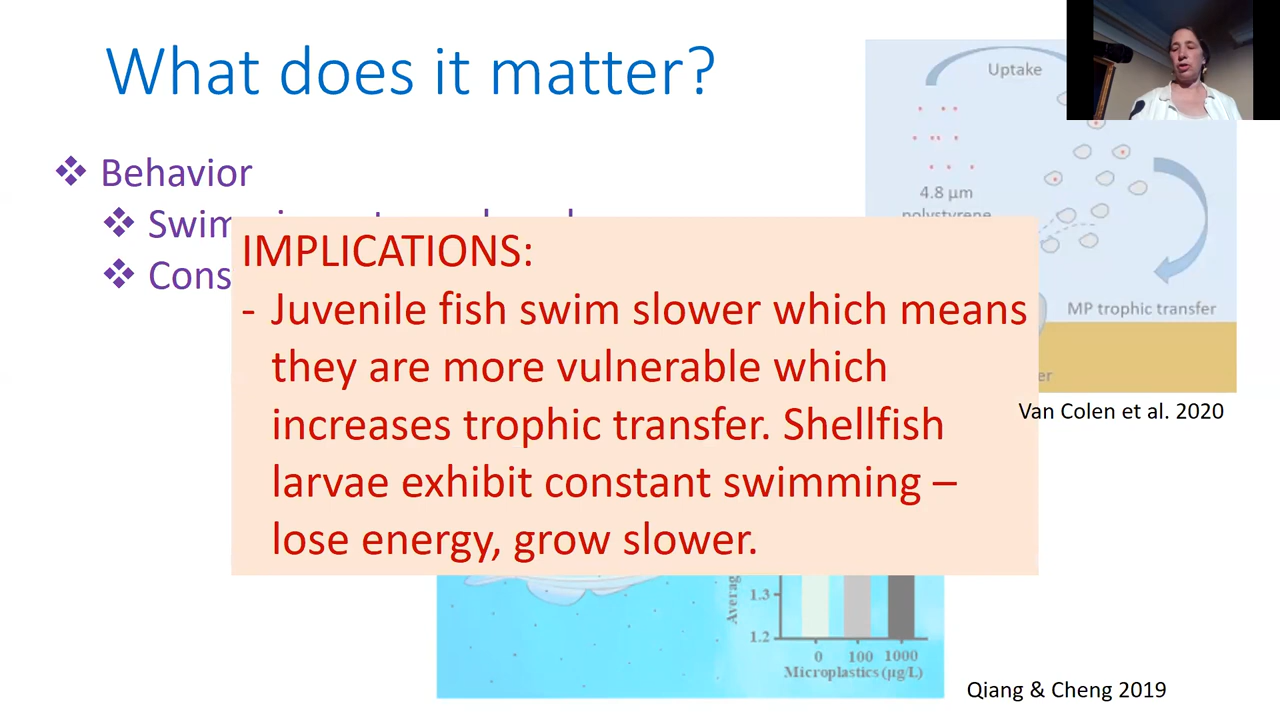 What does it matter?
Uptake
❖ Behavior
4.8 µm
polystyrene
❖
❖
IMPLICATIONS:
- Juvenile fish swim slower which means
they are more vulnerable which
increases trophic transfer. Shellfish
larvae exhibit constant swimming –
lose energy, grow slower.
MP trophic transfer
Van Colen et al. 2020
1.3
1.2
0 100 1000
Microplastics (µg/L)
Qiang & Cheng 2019